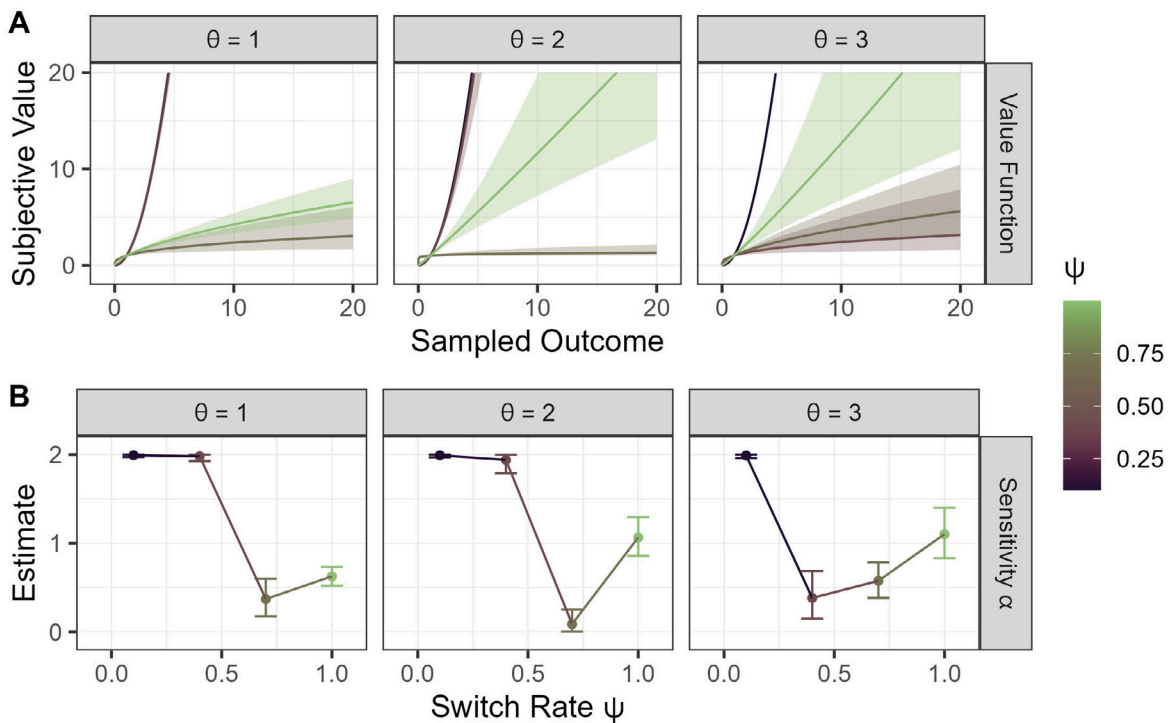 A
θ = 1
θ = 2
θ = 3
Subjective Value
20
10
0
0 10 20
0 10 20
0 10 20
Value Function
Sampled Outcome
ψ
0.75
0.50
0.25
B
θ = 1
θ = 2
θ = 3
Estimate
2
1
0
0.0 0.5 1.0
0.0 0.5 1.0
0.0 0.5 1.0
Sensitivity α
Switch Rate ψ